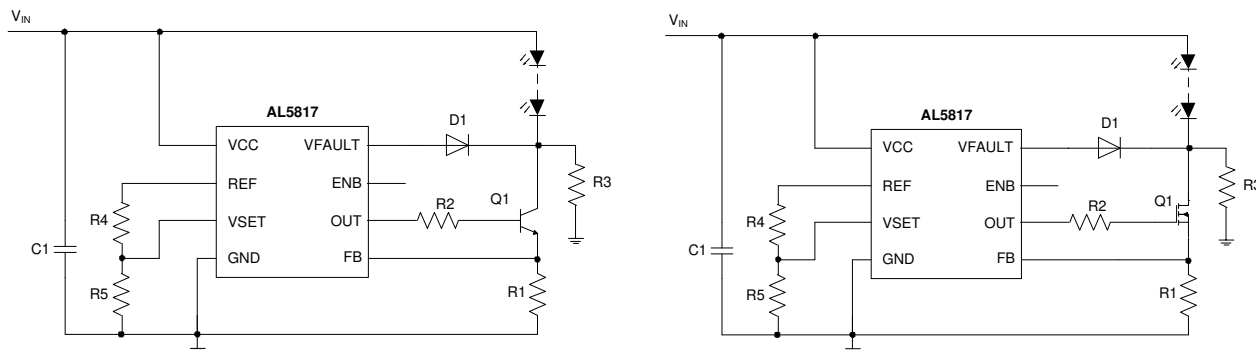 VIN
AL5817
D1
VCC VFAULT
REF ENB
Q1
R3
R4
R2
VSET OUT
C1
GND FB
R5
R1
VIN
AL5817
D1
VCC VFAULT
REF ENB
Q1
R3
R4
R2
VSET OUT
C1
GND FB
R5
R1